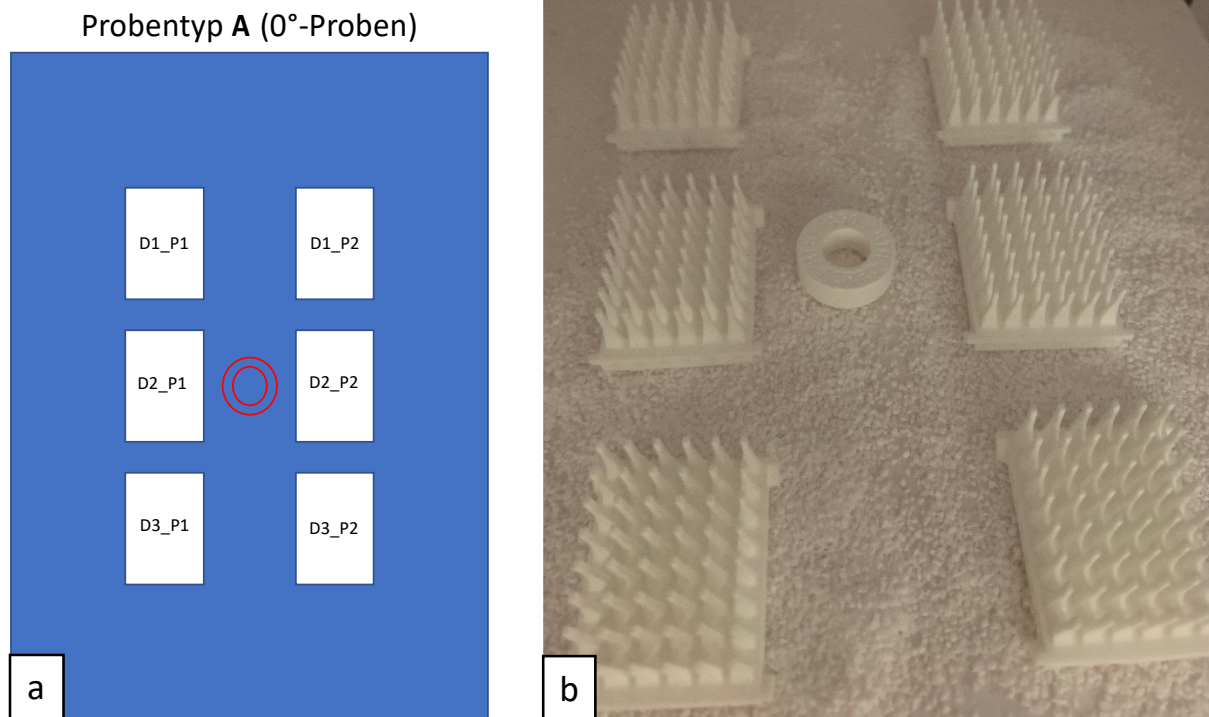 Probentyp A (0°-Proben)
D1_P1
D1_P2
D2_P1
D2_P2
D3_P1
D3_P2
a
b